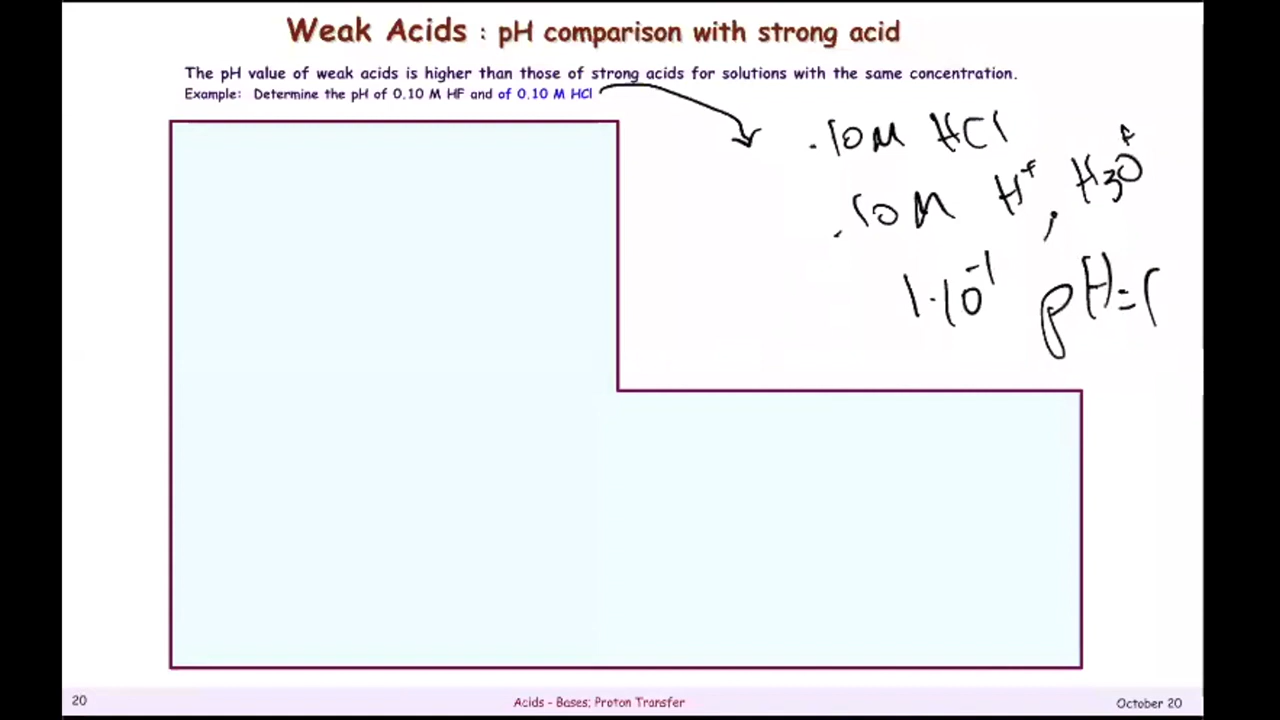 Weak Acids : pH comparison with strong acid
The pH value of weak acids is higher than those of strong acids for solutions with the same concentration.
Example: Determine the pH of 0.10 M HF and of 0.10 M HCl
.10M HCl
.10M H⁺, H3O⁺
1·10⁻¹ pH=1
20 Acids - Bases; Proton Transfer October 20